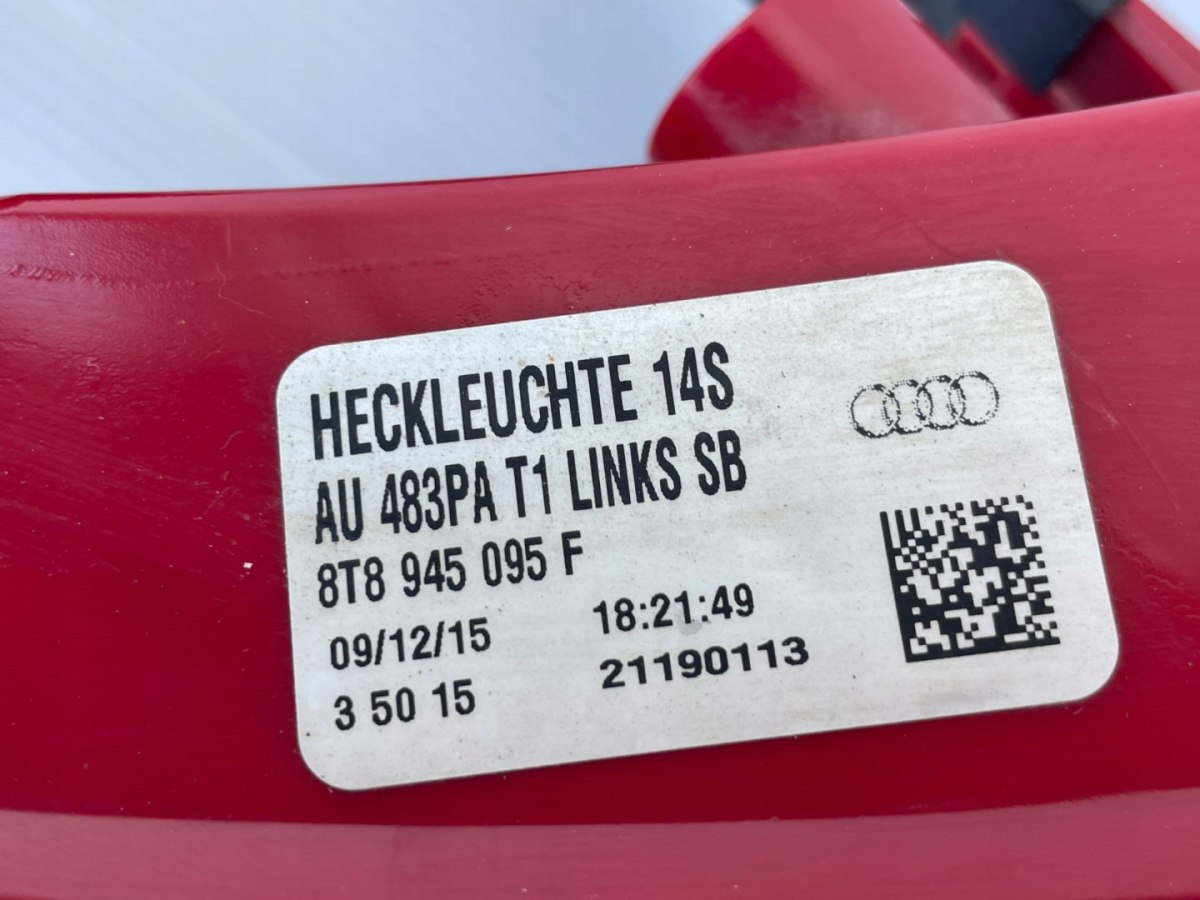 HECKLEUCHTE 14S
AU 483PA T1 LINKS SB
8T8 945 095 F
09/12/15 18:21:49
3 50 15 21190113